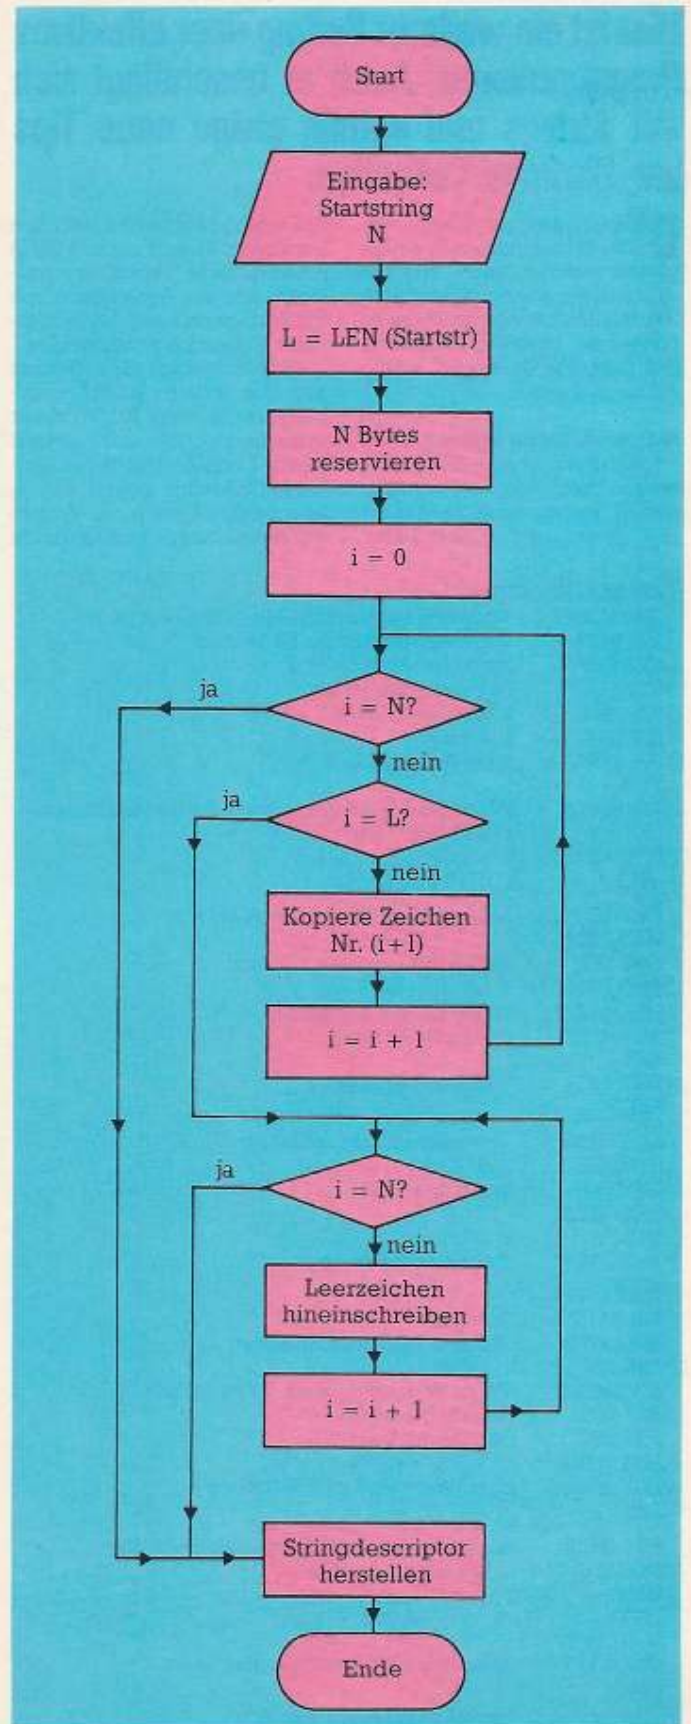 Start
Eingabe:
Startstring
N
L = LEN (Startstr)
N Bytes
reservieren
i = 0
i = N?
ja
nein
i = L?
ja
nein
Kopiere Zeichen
Nr. (i+1)
i = i + 1
i = N?
ja
nein
Leerzeichen
hineinschreiben
i = i + 1
Stringdescriptor
herstellen
Ende